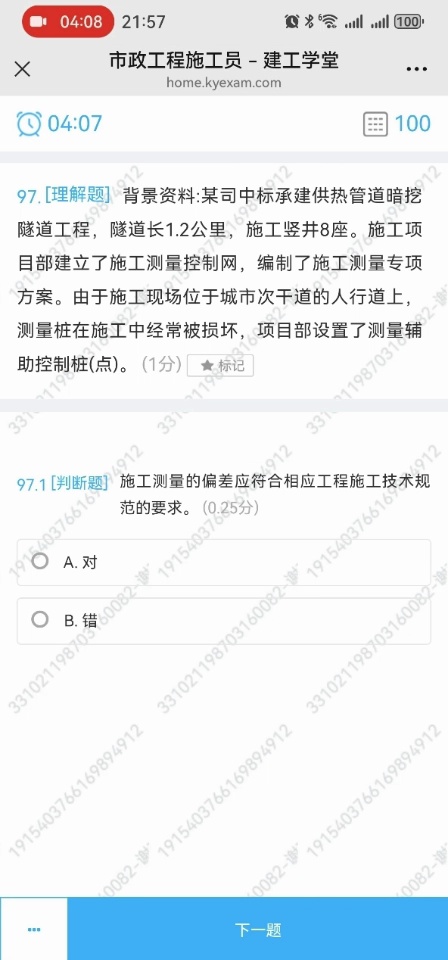 04:08 21:57 6 100
市政工程施工员 – 建工学堂
home.kyexam.com
04:07 100
97. [理解题] 背景资料:某司中标承建供热管道暗挖
隧道工程，隧道长1.2公里，施工竖井8座。施工项
目部建立了施工测量控制网，编制了施工测量专项
方案。由于施工现场位于城市次干道的人行道上，
测量桩在施工中经常被损坏，项目部设置了测量辅
助控制桩(点)。 (1分) ★ 标记
97.1 [判断题] 施工测量的偏差应符合相应工程施工技术规
范的要求。 (0.25分)
A. 对
B. 错
下一题